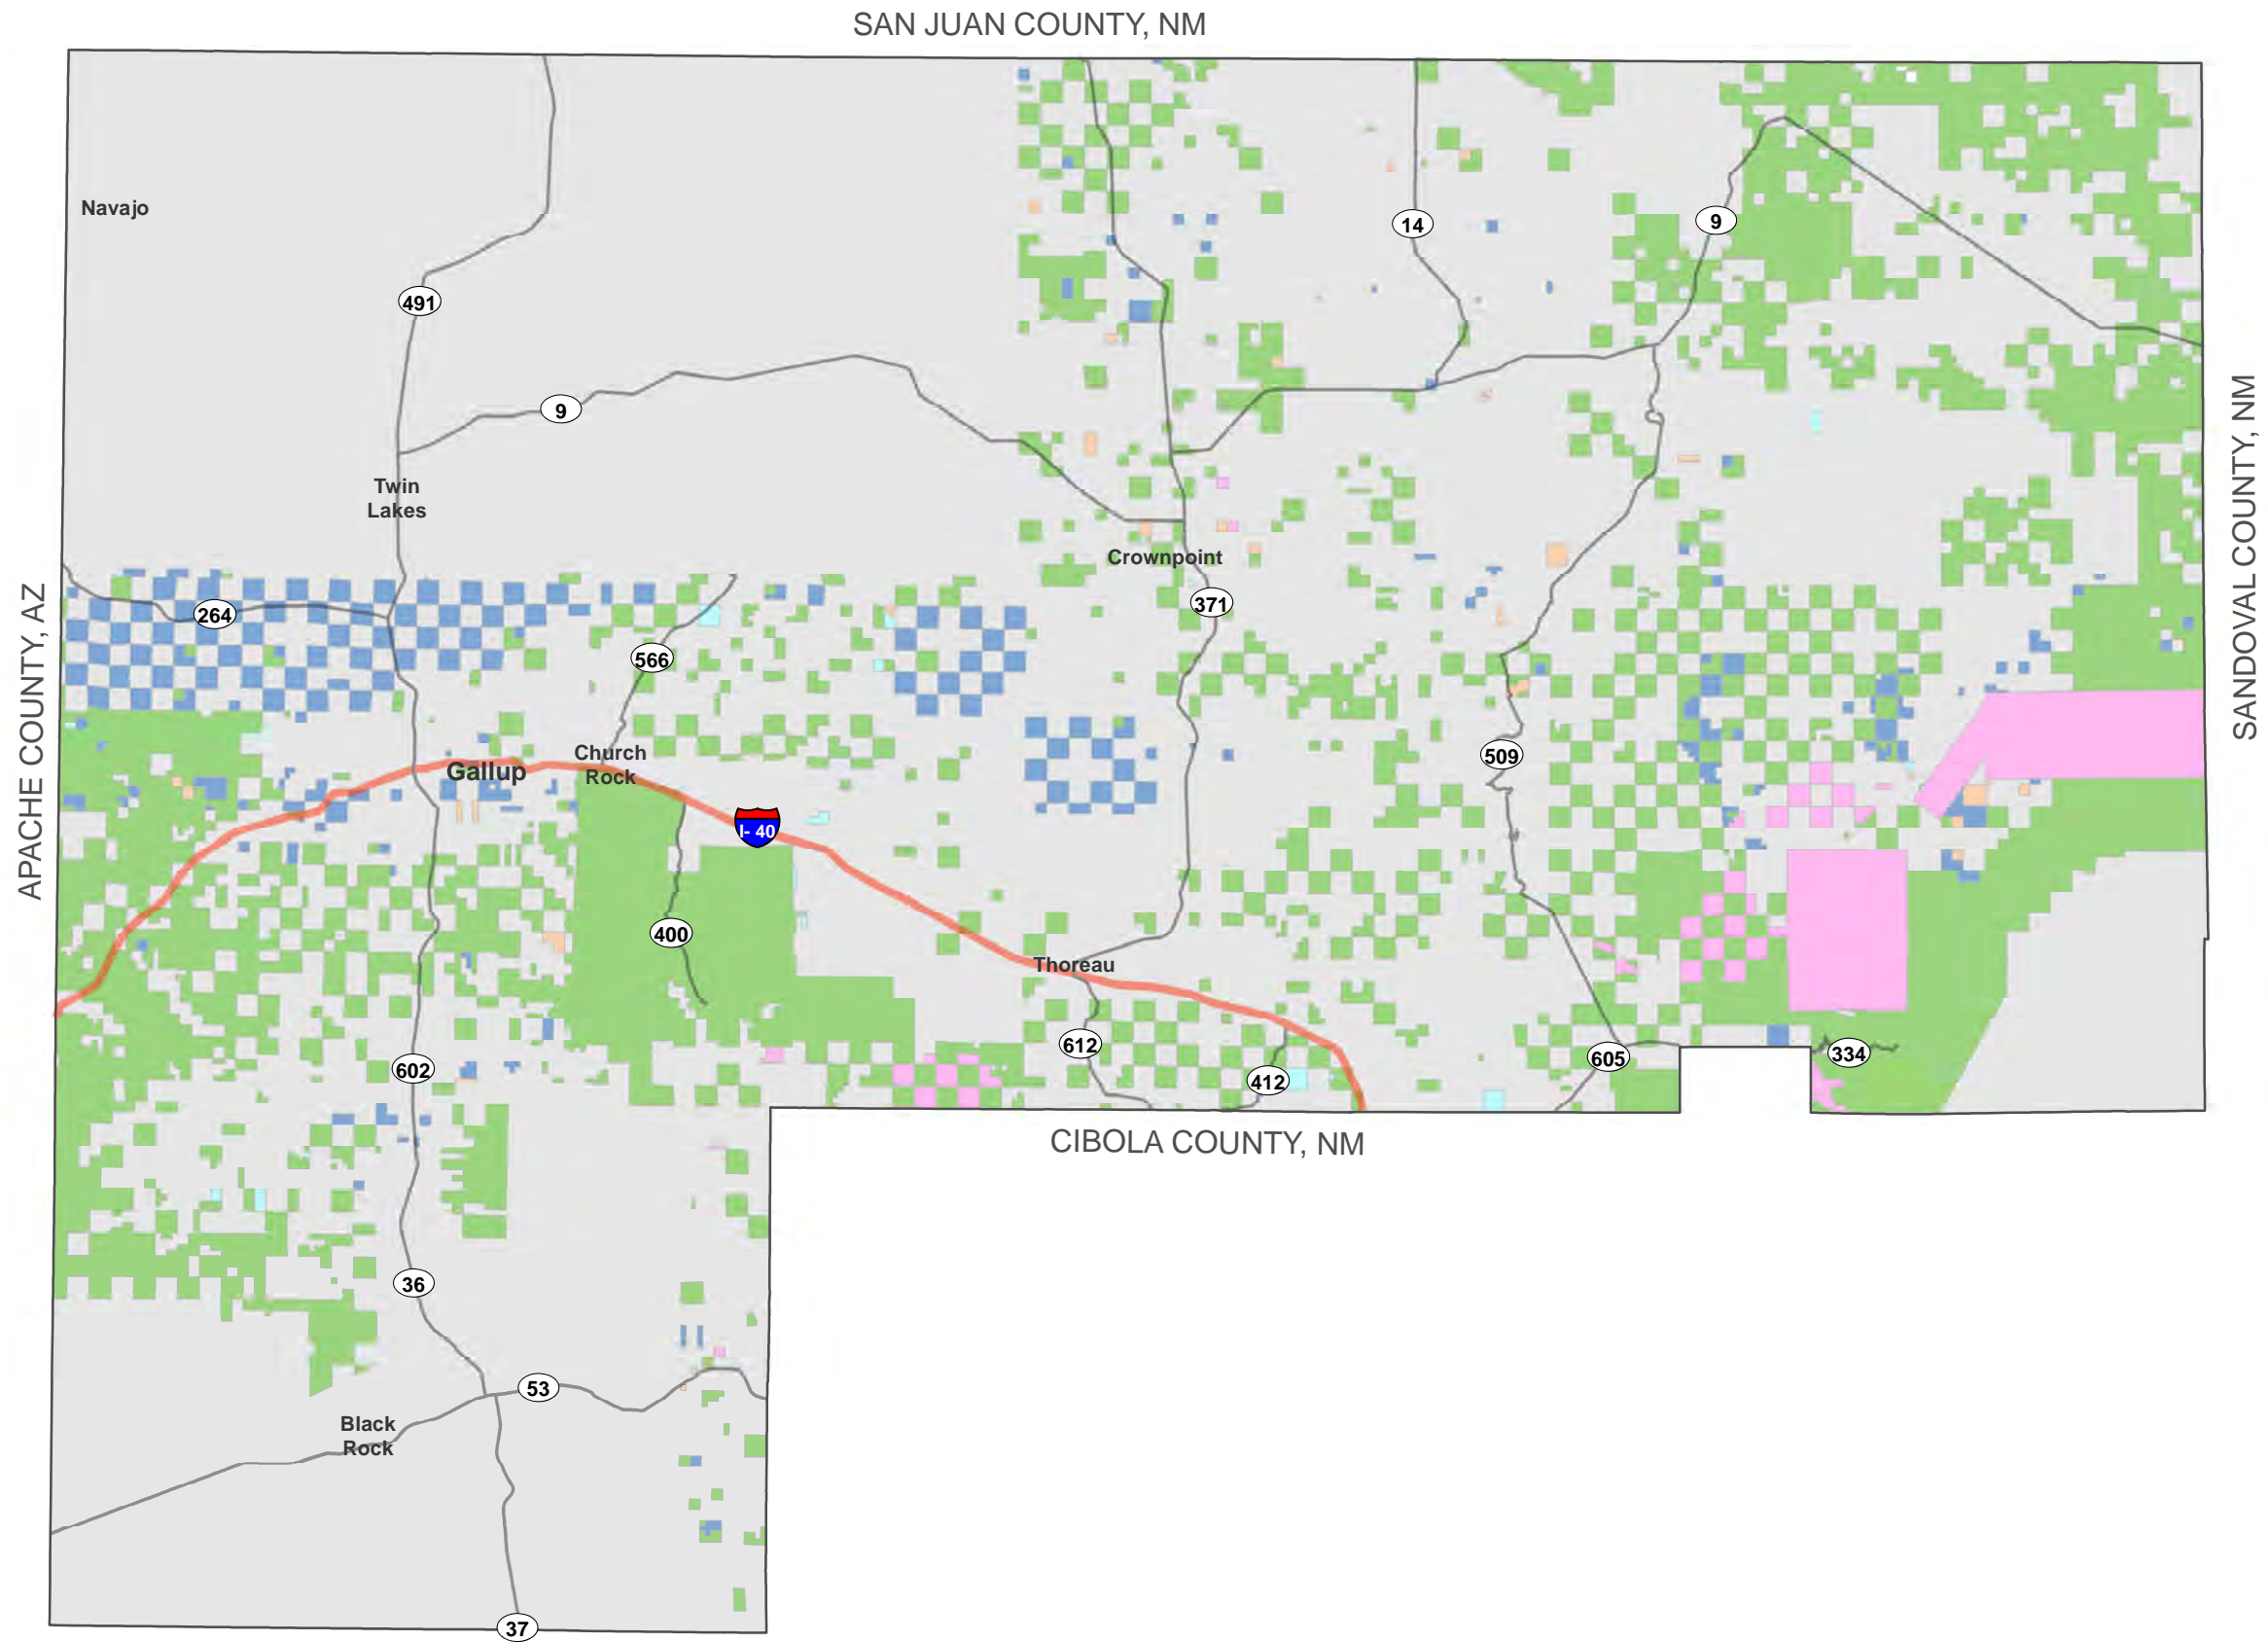 SAN JUAN COUNTY, NM
Navajo
14
9
491
9
Twin
Lakes
Crownpoint
371
264
566
SANDOVAL COUNTY, NM
APACHE COUNTY, AZ
Church
Rock
Gallup
509
I- 40
400
Thoreau
612
605
334
602
412
CIBOLA COUNTY, NM
36
53
Black
Rock
37